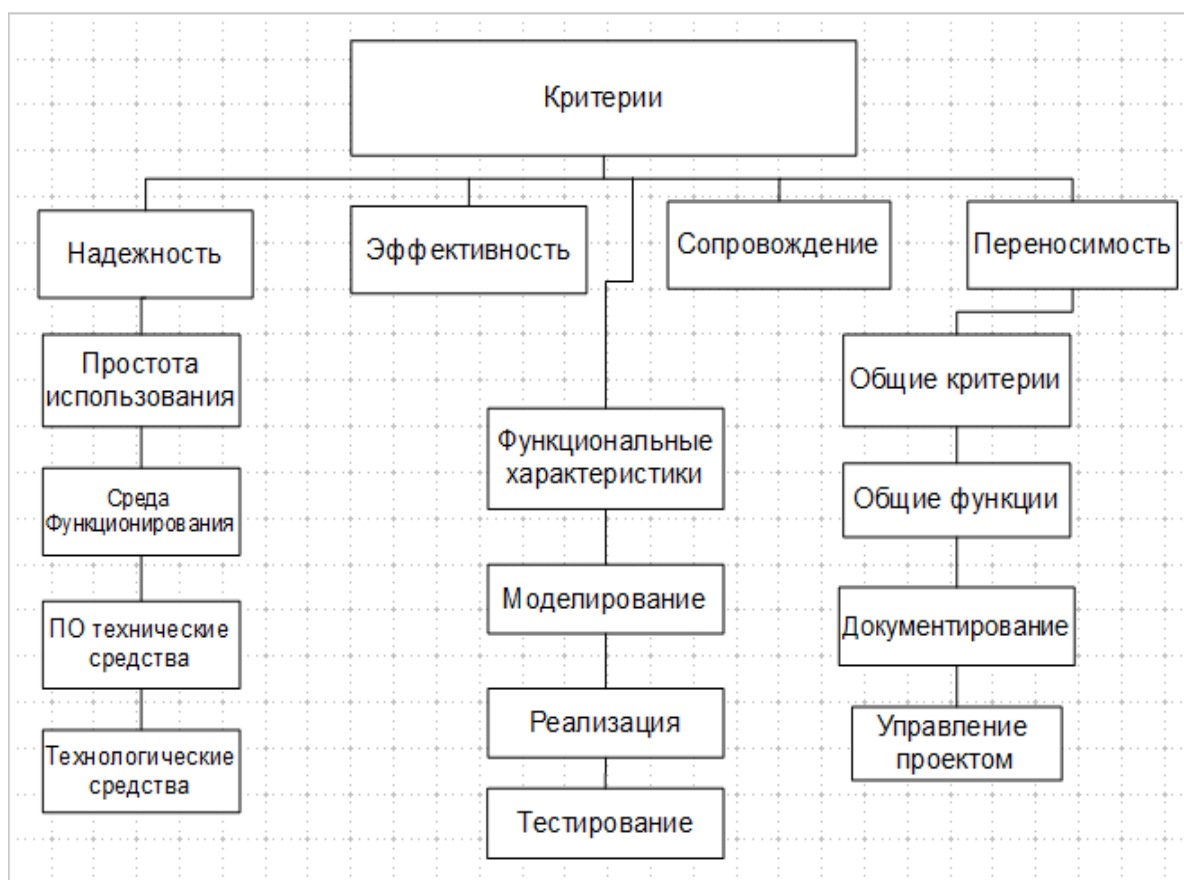 Критерии
Надежность
Эффективность
Сопровождение
Переносимость
Простота
использования
Среда
Функционирования
ПО технические
средства
Технологические
средства
Функциональные
характеристики
Моделирование
Реализация
Тестирование
Общие критерии
Общие функции
Документирование
Управление
проектом